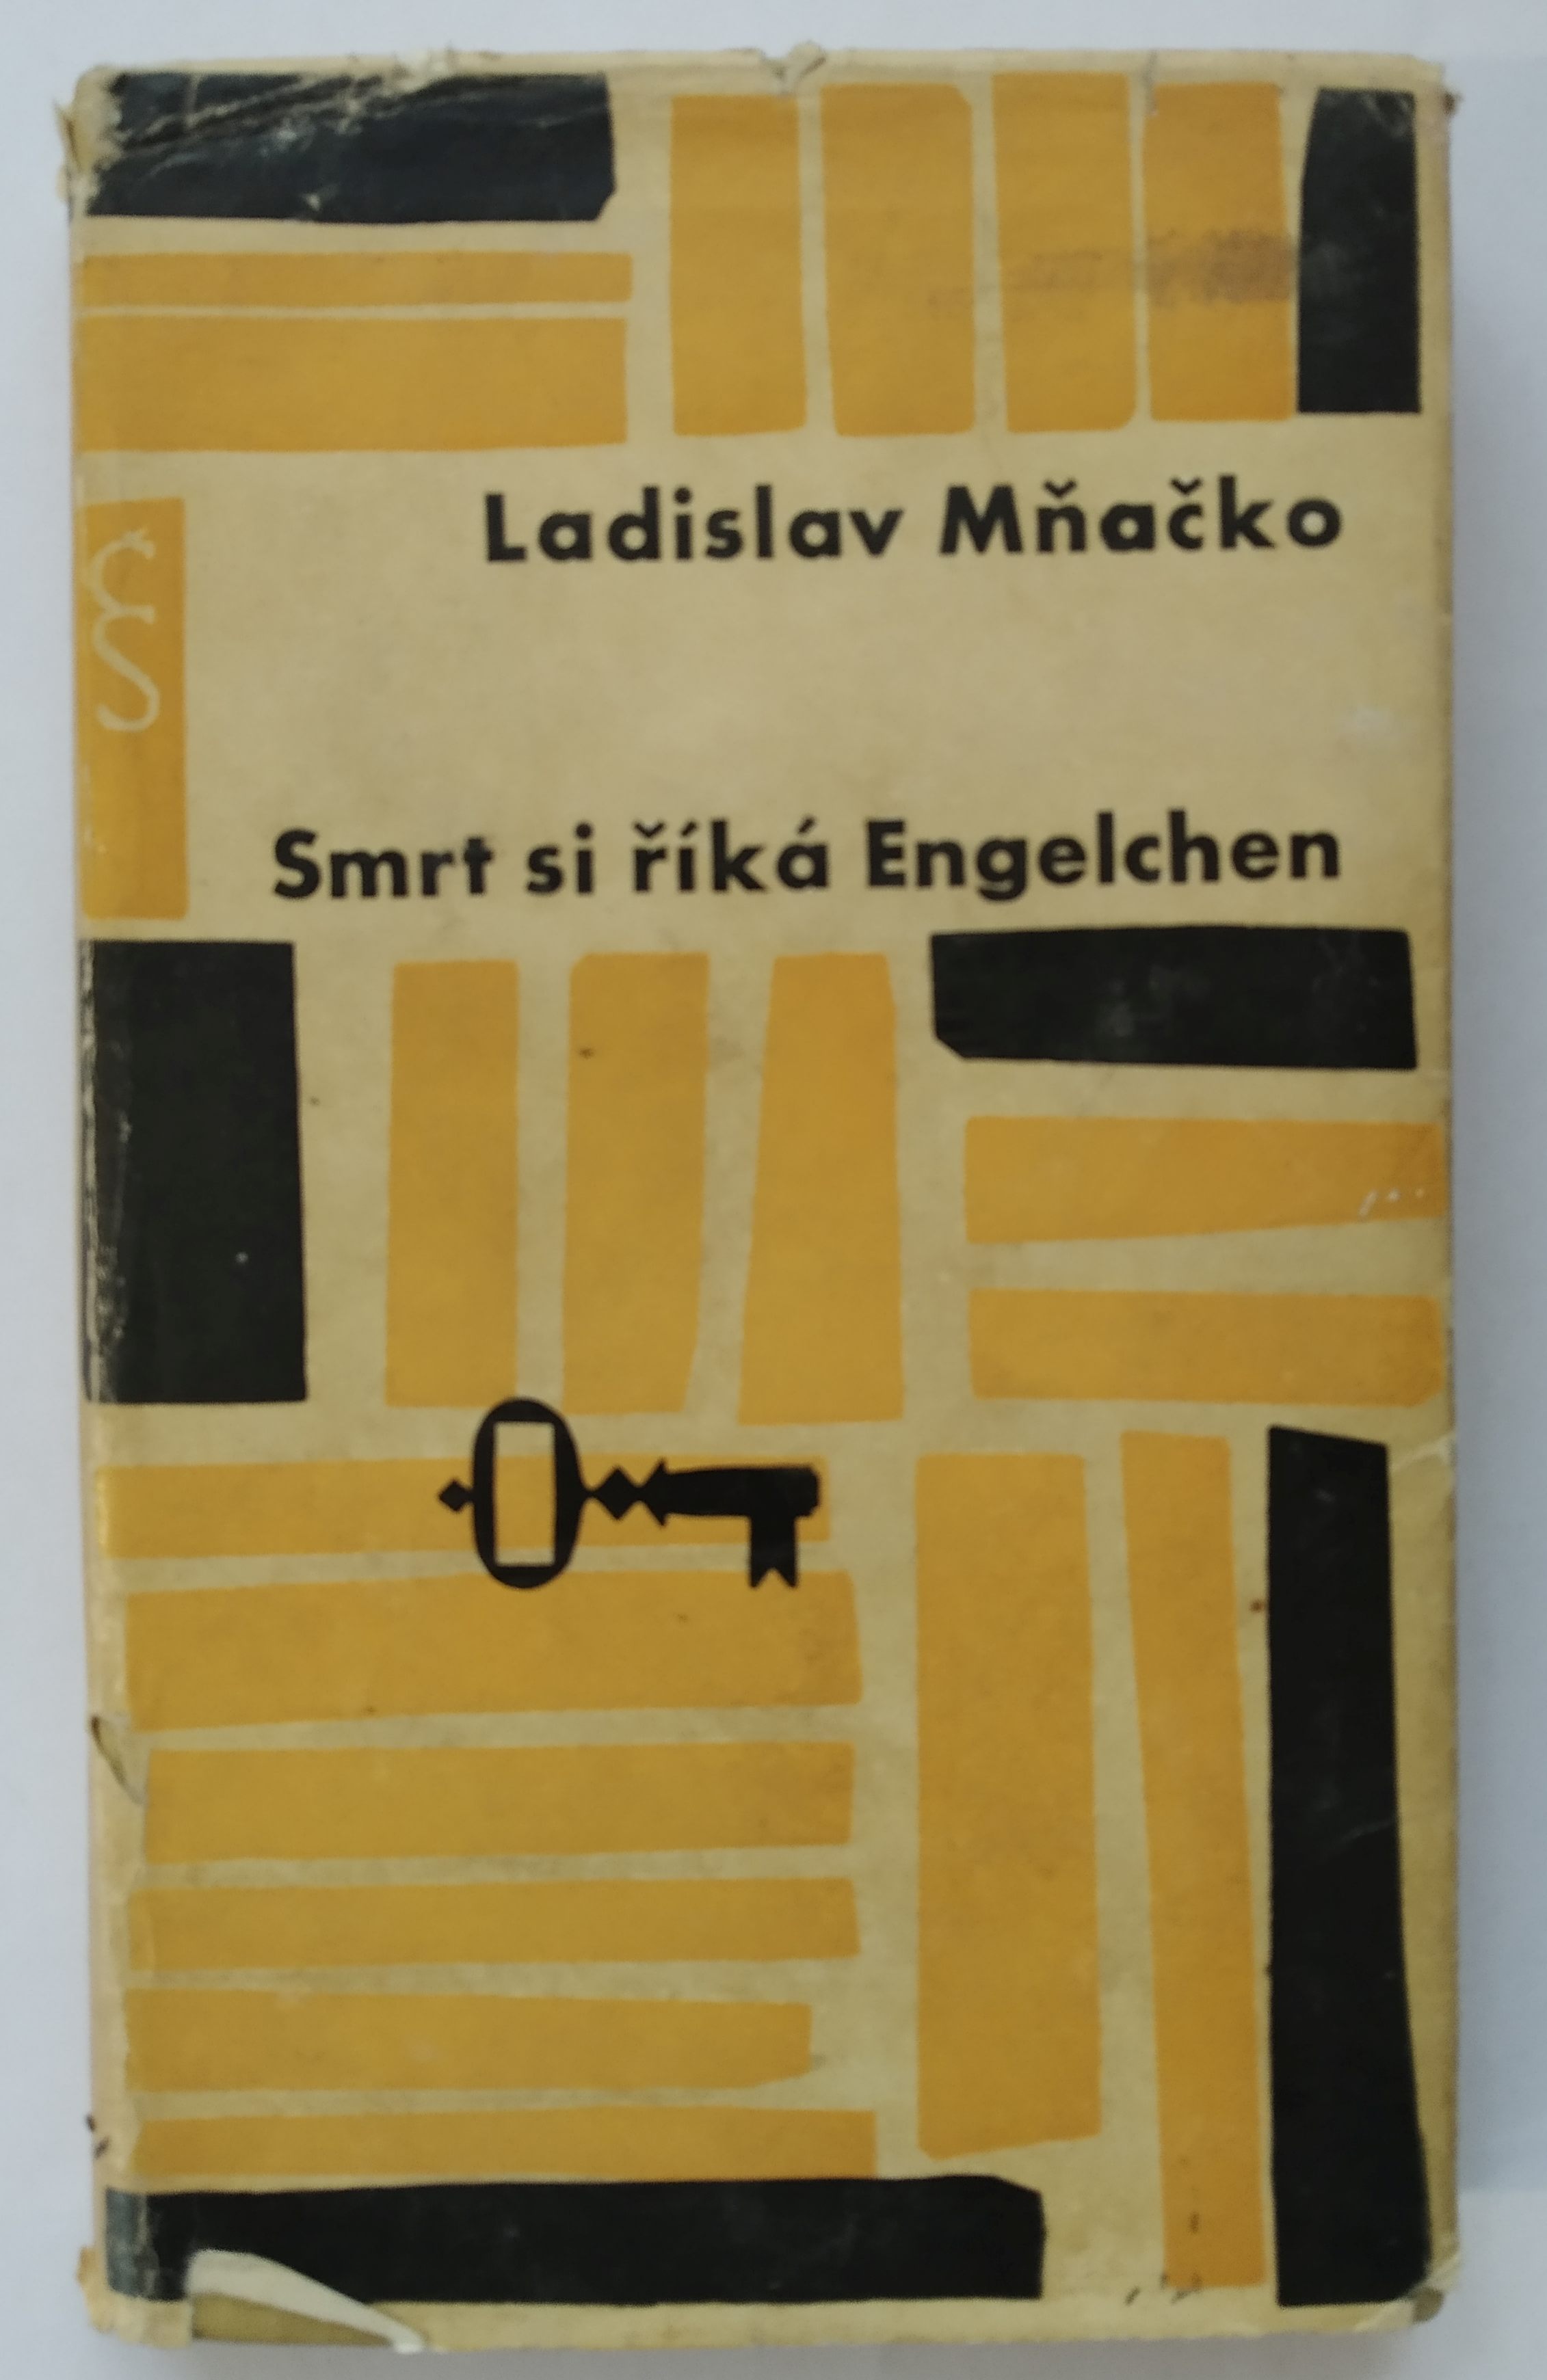 Ladislav Mňačko
Smrt si říká Engelchen